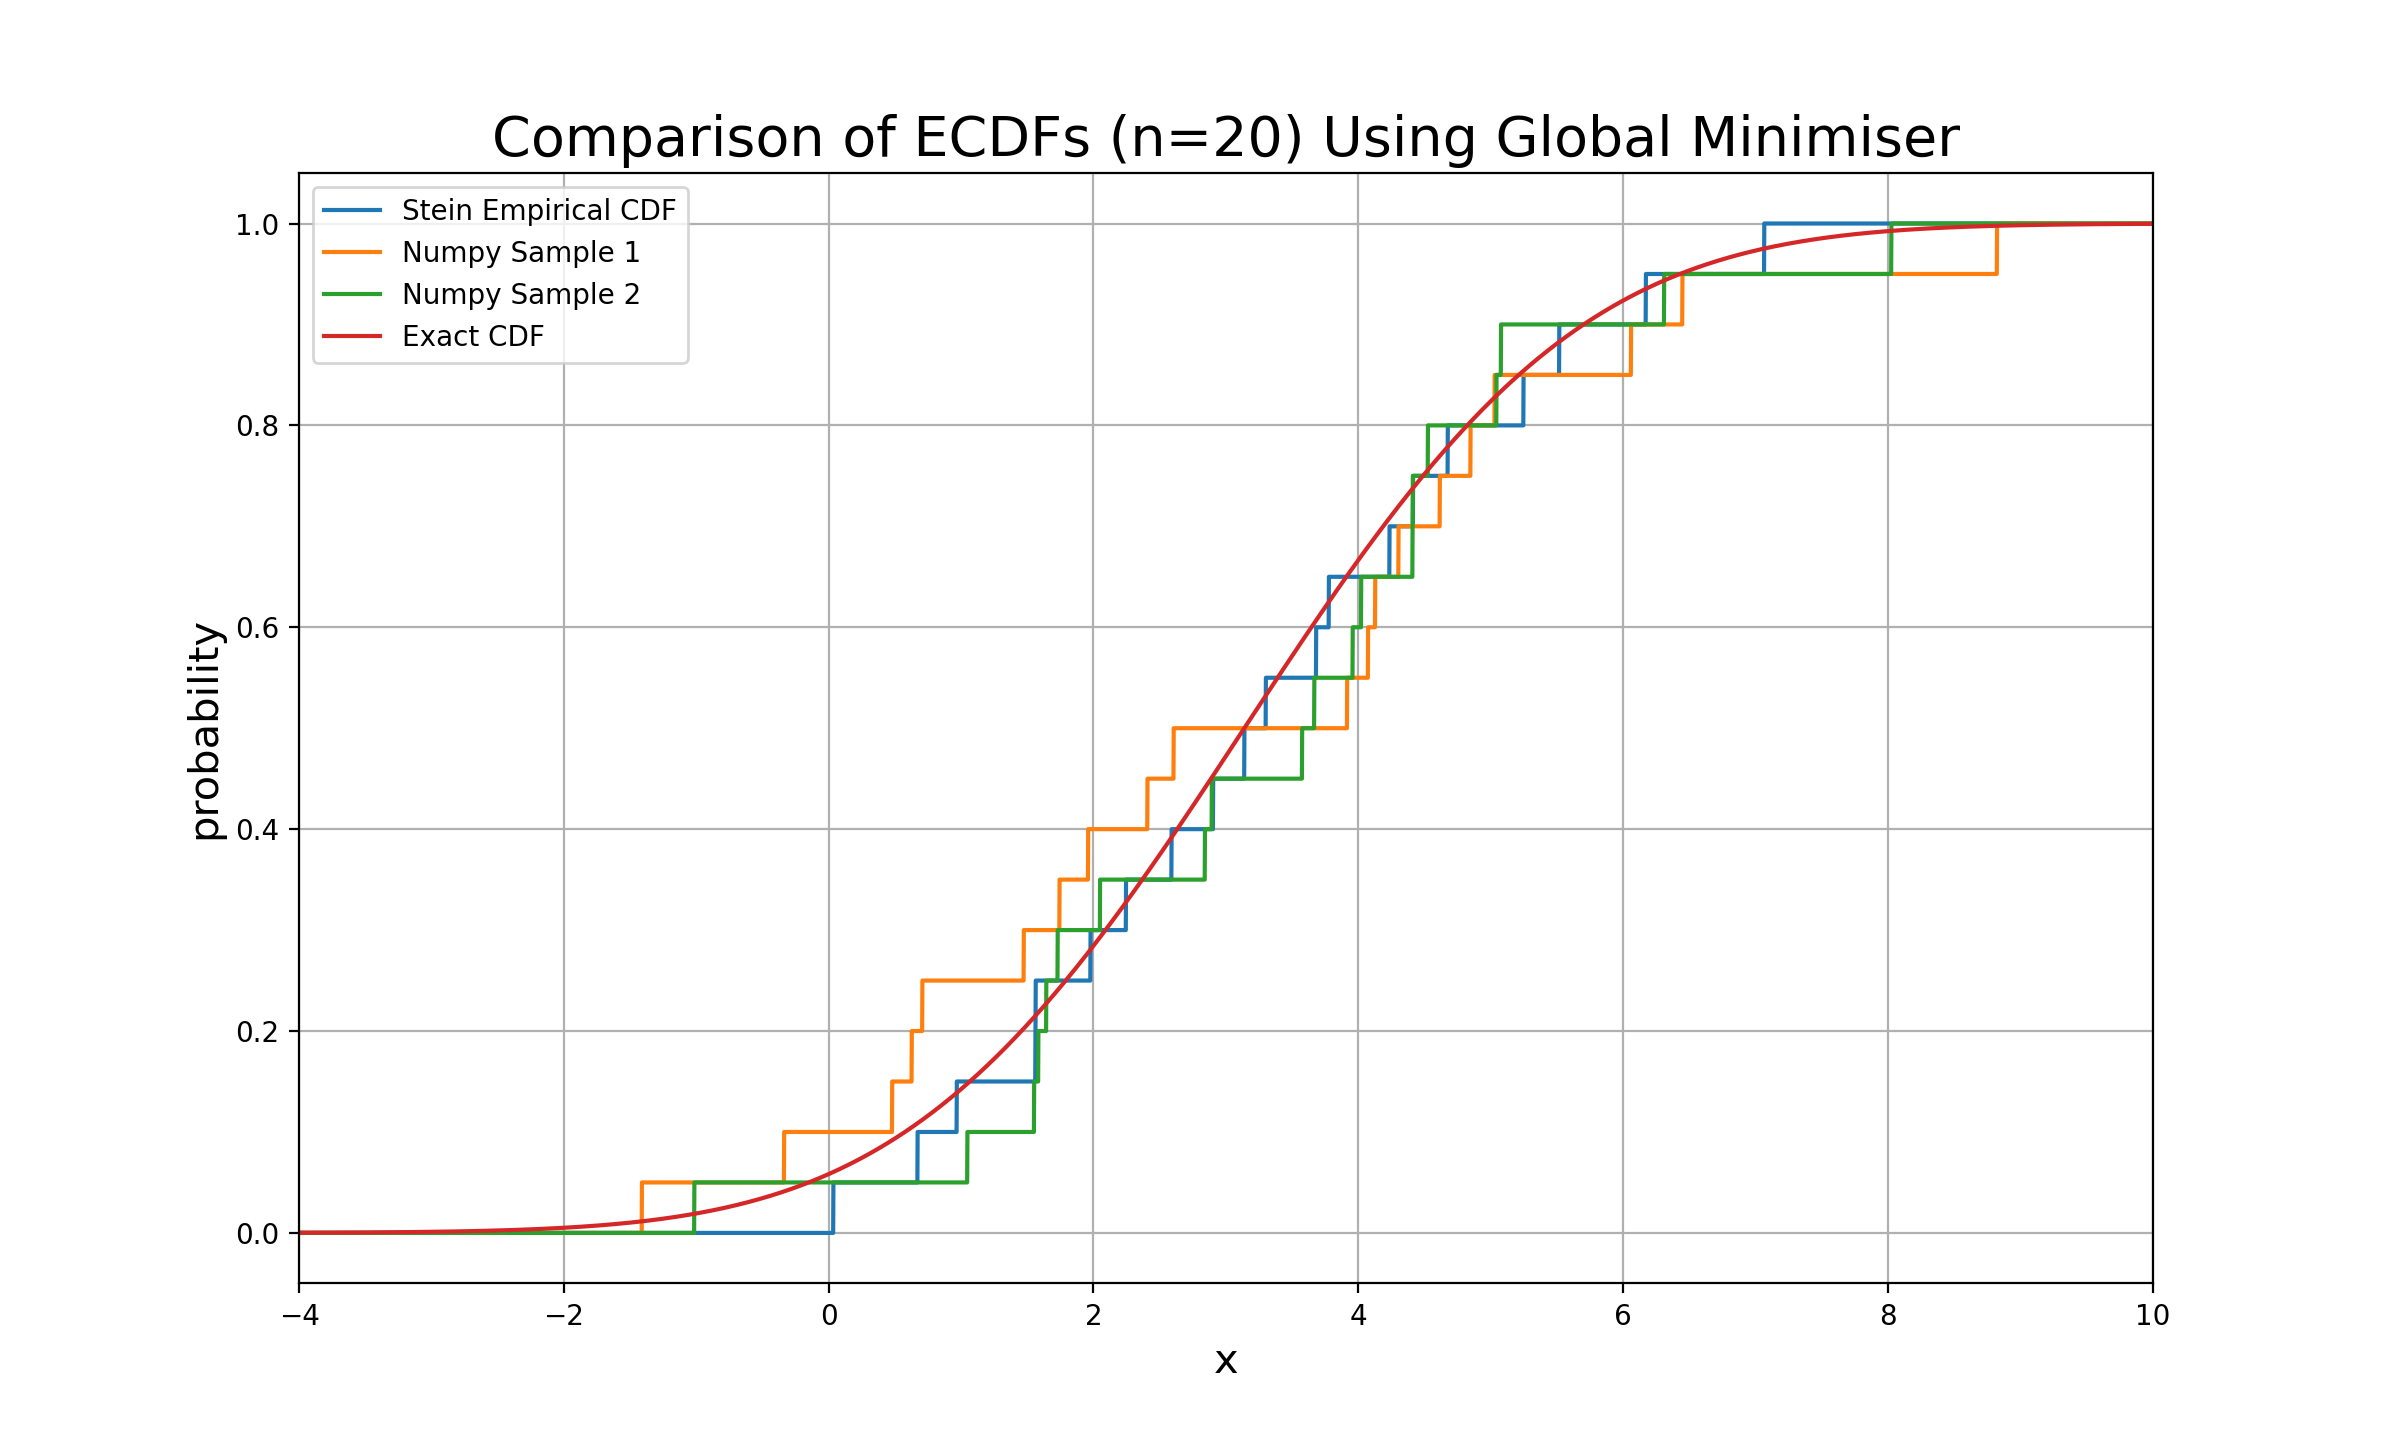 Comparison of ECDFs (n=20) Using Global Minimiser
Stein Empirical CDF
Numpy Sample 1
Numpy Sample 2
Exact CDF
probability
1.0
0.8
0.6
0.4
0.2
0.0
−4 −2 0 2 4 6 8 10
x